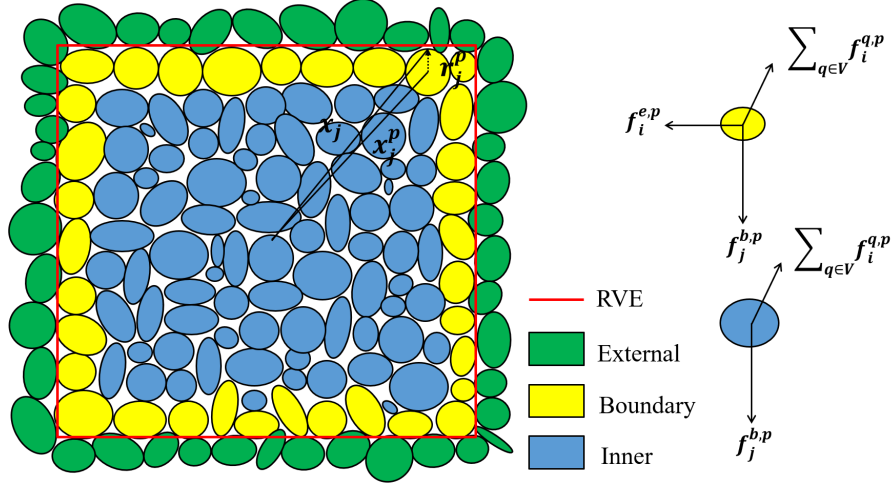 r_j^p
x_j
x_j^p
∑_{q∈V} f_i^{q,p}
f_i^{e,p}
f_j^{b,p}
∑_{q∈V} f_i^{q,p}
f_j^{b,p}
RVE
External
Boundary
Inner